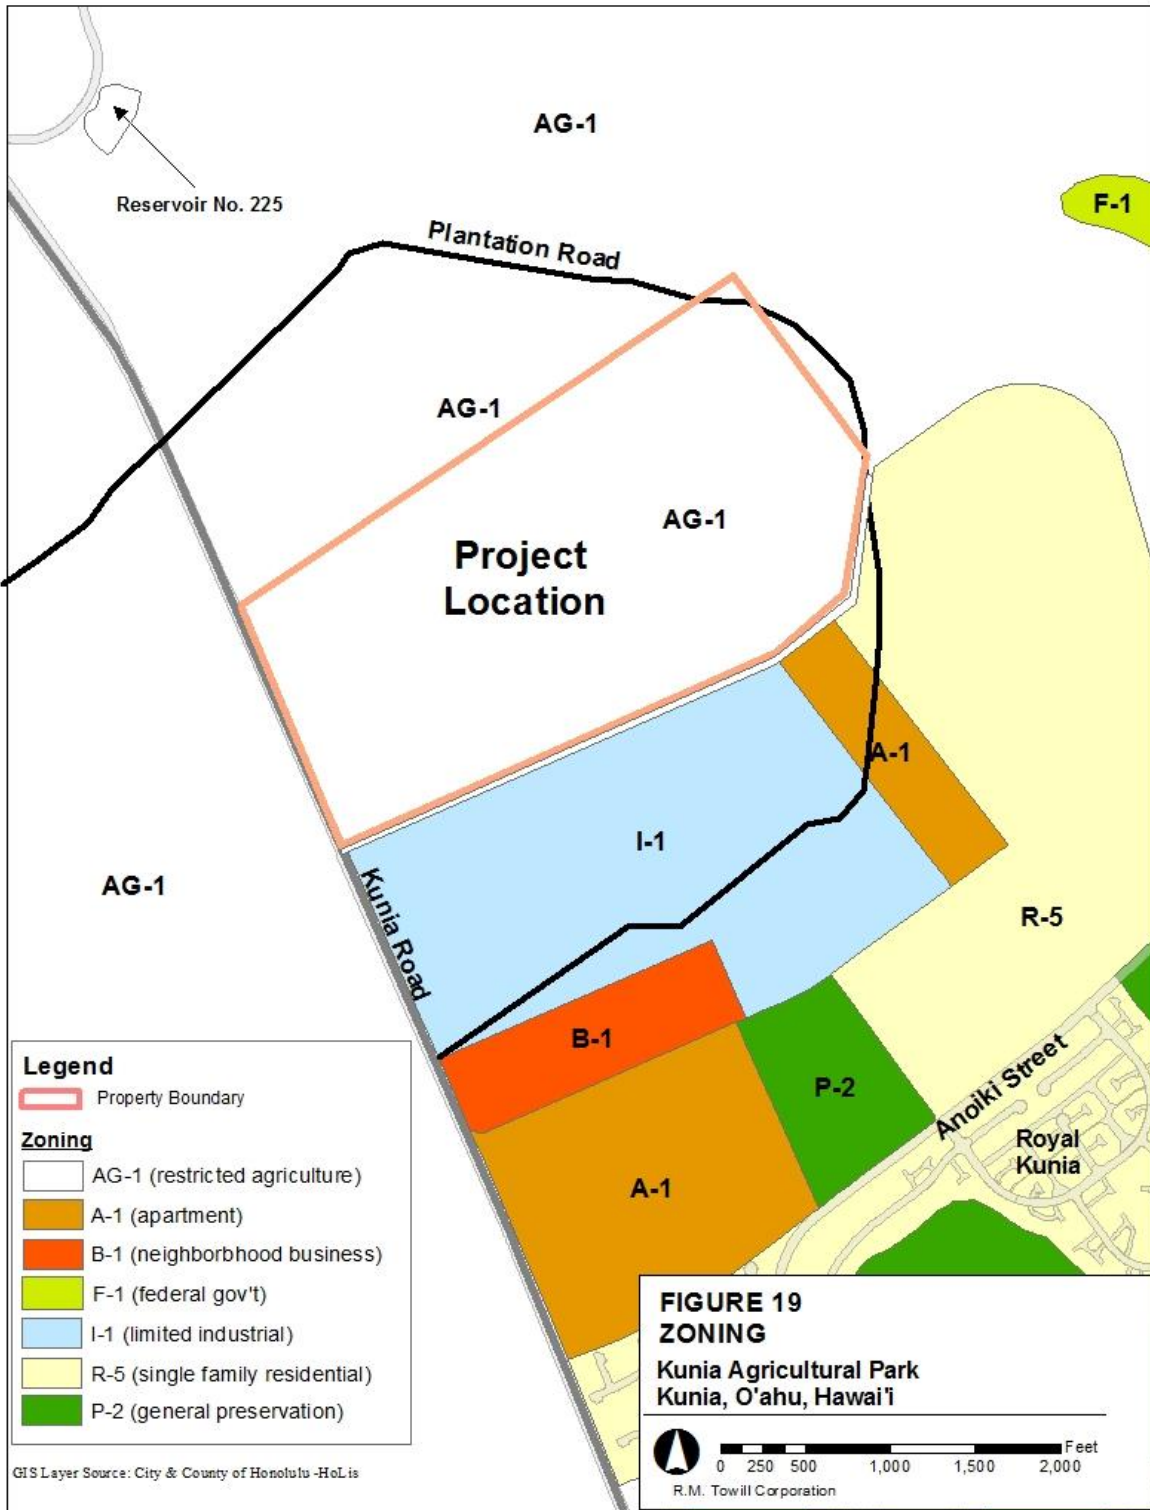 AG-1
Reservoir No. 225
F-1
Plantation Road
AG-1
AG-1
Project
Location
A-1
I-1
AG-1
Kunia Road
R-5
B-1
P-2
Anoiki Street
Royal
Kunia
A-1
Legend
Property Boundary
Zoning
AG-1 (restricted agriculture)
A-1 (apartment)
B-1 (neighborbhood business)
F-1 (federal gov't)
I-1 (limited industrial)
R-5 (single family residential)
P-2 (general preservation)
GIS Layer Source: City & County of Honolulu -HoLis
FIGURE 19
ZONING
Kunia Agricultural Park
Kunia, O'ahu, Hawai'i
Feet
0 250 500 1,000 1,500 2,000
R.M. Towill Corporation